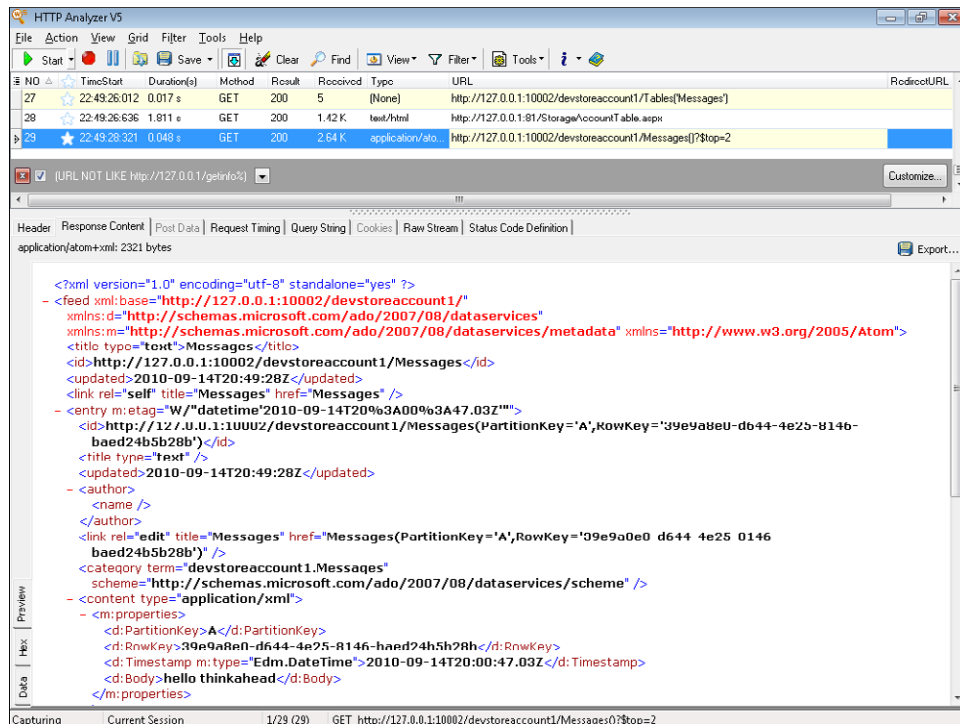 HTTP Analyzer V5
File Action View Grid Filter Tools Help
Start Save Clear Find View Filter Tools i
NO TimeStart Duration(s) Method Result Received Type URL RedirectURL
27 22:49:26:012 0.017 s GET 200 5 (None) http://127.0.0.1:10002/devstoreaccount1/Tables('Messages')
28 22:49:26:636 1.811 s GET 200 1.42 K text/html http://127.0.0.1:81/StorageAccountTable.aspx
29 22:49:28:321 0.048 s GET 200 2.64 K application/ato... http://127.0.0.1:10002/devstoreaccount1/Messages()?$top=2
(URL NOT LIKE http://127.0.0.1/getinfo%) Customize...
Header Response Content Post Data Request Timing Query String Cookies Raw Stream Status Code Definition
application/atom+xml: 2321 bytes Export...
<?xml version="1.0" encoding="utf-8" standalone="yes" ?>
- <feed xml:base="http://127.0.0.1:10002/devstoreaccount1/"
xmlns:d="http://schemas.microsoft.com/ado/2007/08/dataservices"
xmlns:m="http://schemas.microsoft.com/ado/2007/08/dataservices/metadata" xmlns="http://www.w3.org/2005/Atom">
<title type="text">Messages</title>
<id>http://127.0.0.1:10002/devstoreaccount1/Messages</id>
<updated>2010-09-14T20:49:28Z</updated>
<link rel="self" title="Messages" href="Messages" />
- <entry m:etag="W/"datetime'2010-09-14T20%3A00%3A47.03Z'"">
<id>http://127.0.0.1:10002/devstoreaccount1/Messages(PartitionKey='A',RowKey='39e9a8e0-d644-4e25-8146-
baed24b5b28b')</id>
<title type="text" />
<updated>2010-09-14T20:49:28Z</updated>
- <author>
<name />
</author>
<link rel="edit" title="Messages" href="Messages(PartitionKey='A',RowKey='39e9a8e0-d644-4e25-8146-
baed24b5b28b')" />
<category term="devstoreaccount1.Messages"
scheme="http://schemas.microsoft.com/ado/2007/08/dataservices/scheme" />
- <content type="application/xml">
- <m:properties>
<d:PartitionKey>A</d:PartitionKey>
<d:RowKey>39e9a8e0-d644-4e25-8146-baed24b5b28b</d:RowKey>
<d:Timestamp m:type="Edm.DateTime">2010-09-14T20:00:47.03Z</d:Timestamp>
<d:Body>hello thinkahead</d:Body>
</m:properties>
Preview
Hex
Data
Capturing Current Session 1/29 (29) GET http://127.0.0.1:10002/devstoreaccount1/Messages()?$top=2